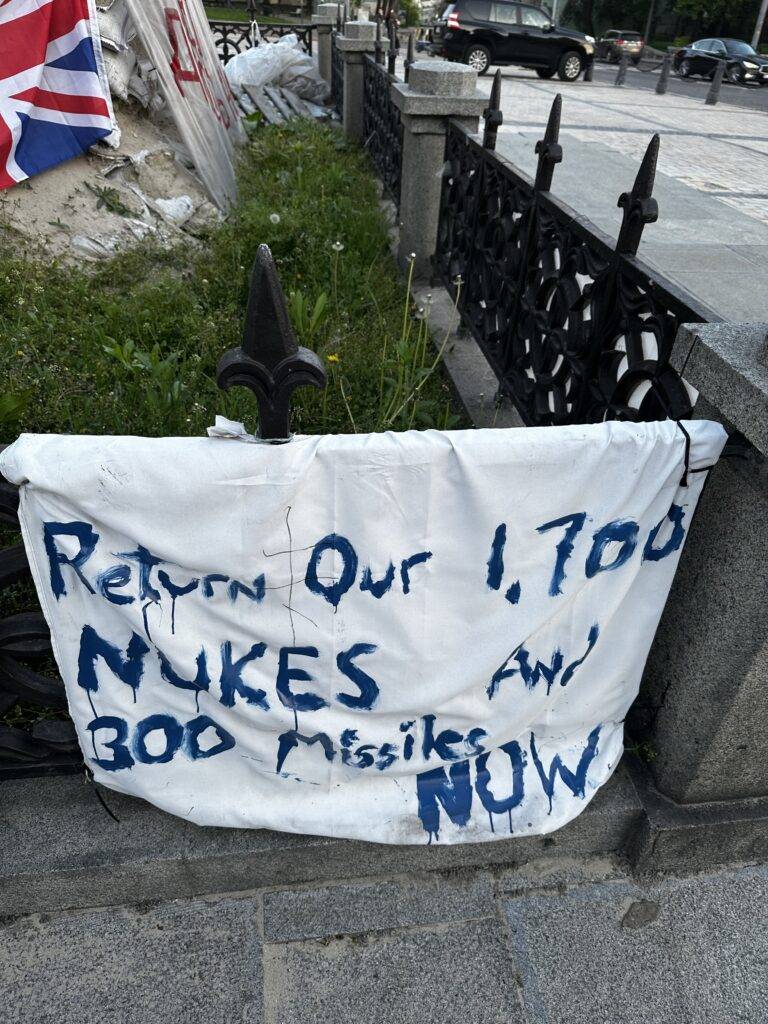 Return Our 1,700
NUKES And
300 Missiles
NOW